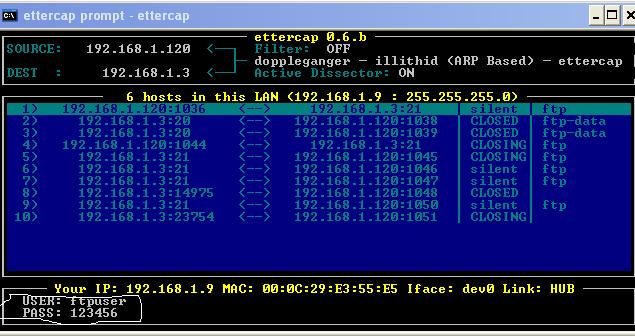 ettercap prompt - ettercap
ettercap 0.6.b
SOURCE: 192.168.1.120 <
Filter: OFF
doppleganger - illithid (ARP Based) - ettercap
DEST : 192.168.1.3 <
Active Dissector: ON
6 hosts in this LAN (192.168.1.9 : 255.255.255.0)
1) 192.168.1.120:1036 <--> 192.168.1.3:21 | silent | ftp
2) 192.168.1.3:20 <--> 192.168.1.120:1038 | CLOSED | ftp-data
3) 192.168.1.3:20 <--> 192.168.1.120:1039 | CLOSED | ftp-data
4) 192.168.1.120:1044 <--> 192.168.1.3:21 | CLOSING | ftp
5) 192.168.1.3:21 <--> 192.168.1.120:1045 | CLOSING | ftp
6) 192.168.1.3:21 <--> 192.168.1.120:1046 | silent | ftp
7) 192.168.1.3:21 <--> 192.168.1.120:1047 | silent | ftp
8) 192.168.1.3:14975 <--> 192.168.1.120:1048 | CLOSED |
9) 192.168.1.3:21 <--> 192.168.1.120:1050 | silent | ftp
10) 192.168.1.3:23754 <--> 192.168.1.120:1051 | CLOSING |
Your IP: 192.168.1.9 MAC: 00:0C:29:E3:55:E5 Iface: dev0 Link: HUB
USER: ftpuser
PASS: 123456